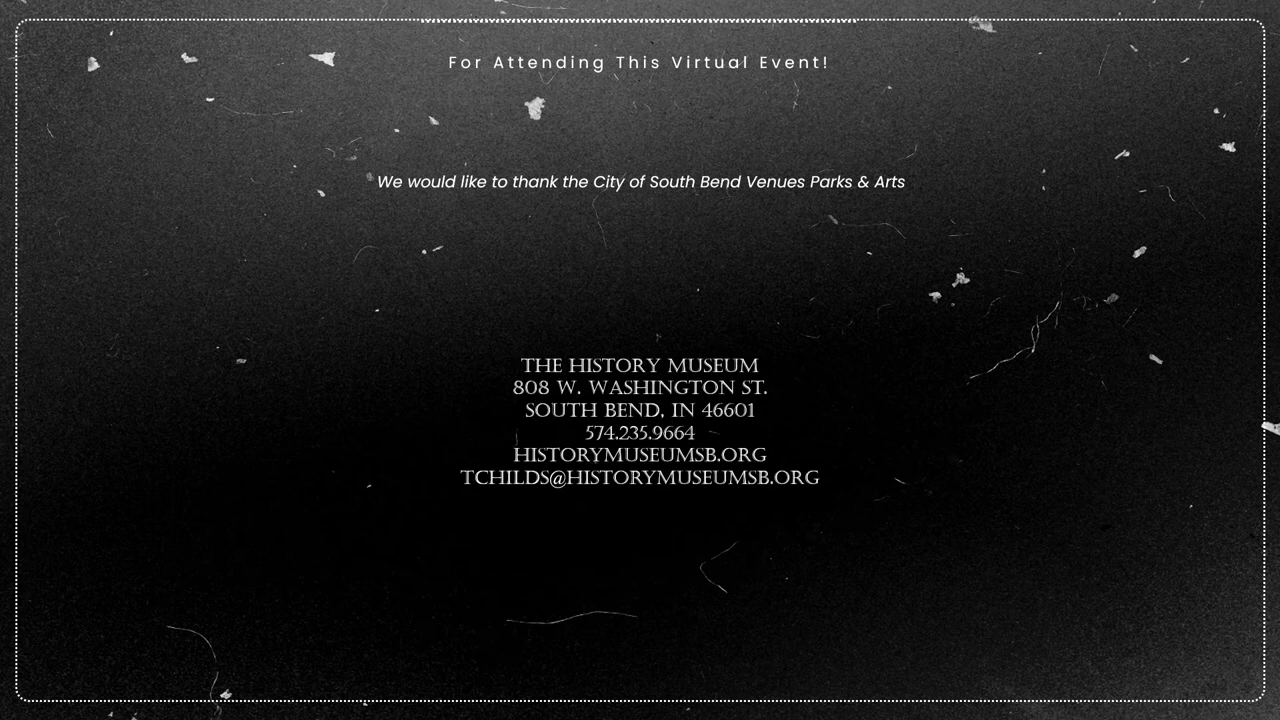 For Attending This Virtual Event!
We would like to thank the City of South Bend Venues Parks & Arts
THE HISTORY MUSEUM
808 W. WASHINGTON ST.
SOUTH BEND, IN 46601
574.235.9664
HISTORYMUSEUMSB.ORG
TCHILDS@HISTORYMUSEUMSB.ORG